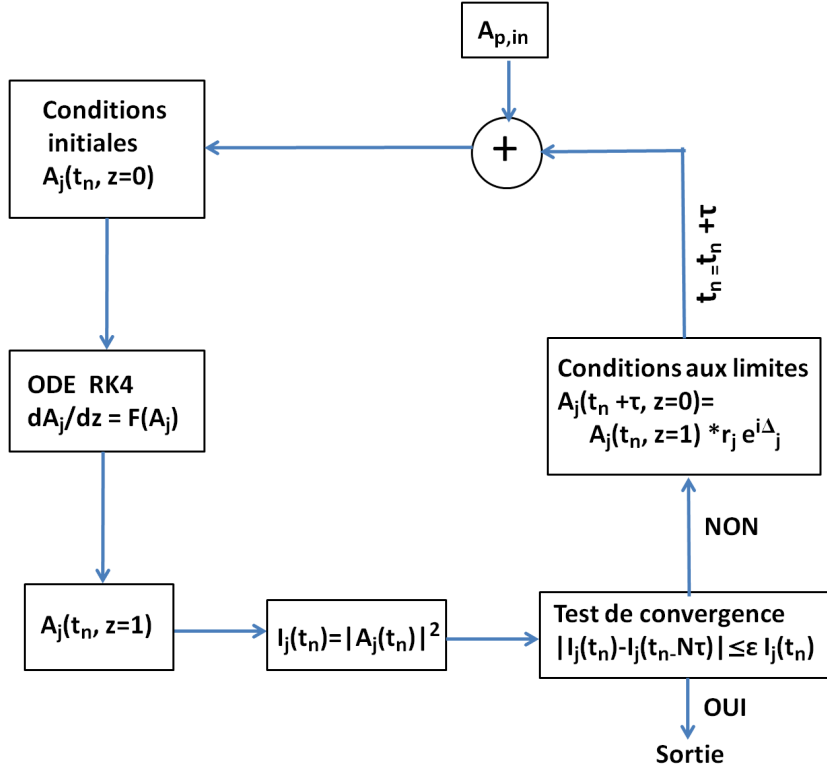 A_p,in
+
Conditions
initiales
A_j(t_n, z=0)
ODE RK4
dA_j/dz = F(A_j)
A_j(t_n, z=1)
I_j(t_n)=|A_j(t_n)|²
Test de convergence
|I_j(t_n)-I_j(t_n-Nτ)| ≤ε I_j(t_n)
OUI
Sortie
NON
Conditions aux limites
A_j(t_n +τ, z=0)=
A_j(t_n, z=1) *r_j e^iΔ_j
t_n = t_n + τ